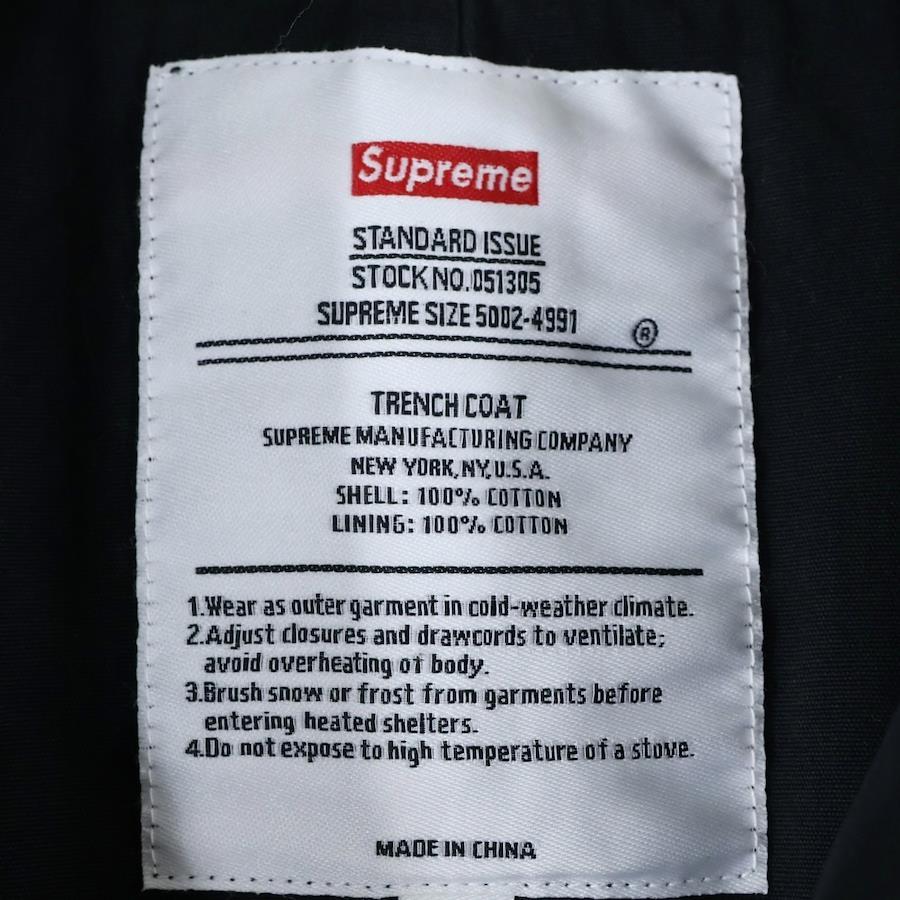 Supreme
STANDARD ISSUE
STOCK NO. 051305
SUPREME SIZE 5002-4991
®
TRENCH COAT
SUPREME MANUFACTURING COMPANY
NEW YORK, NY, U.S.A.
SHELL: 100% COTTON
LINING: 100% COTTON
1.Wear as outer garment in cold-weather climate.
2.Adjust closures and drawcords to ventilate;
avoid overheating of body.
3.Brush snow or frost from garments before
entering heated shelters.
4.Do not expose to high temperature of a stove.
MADE IN CHINA